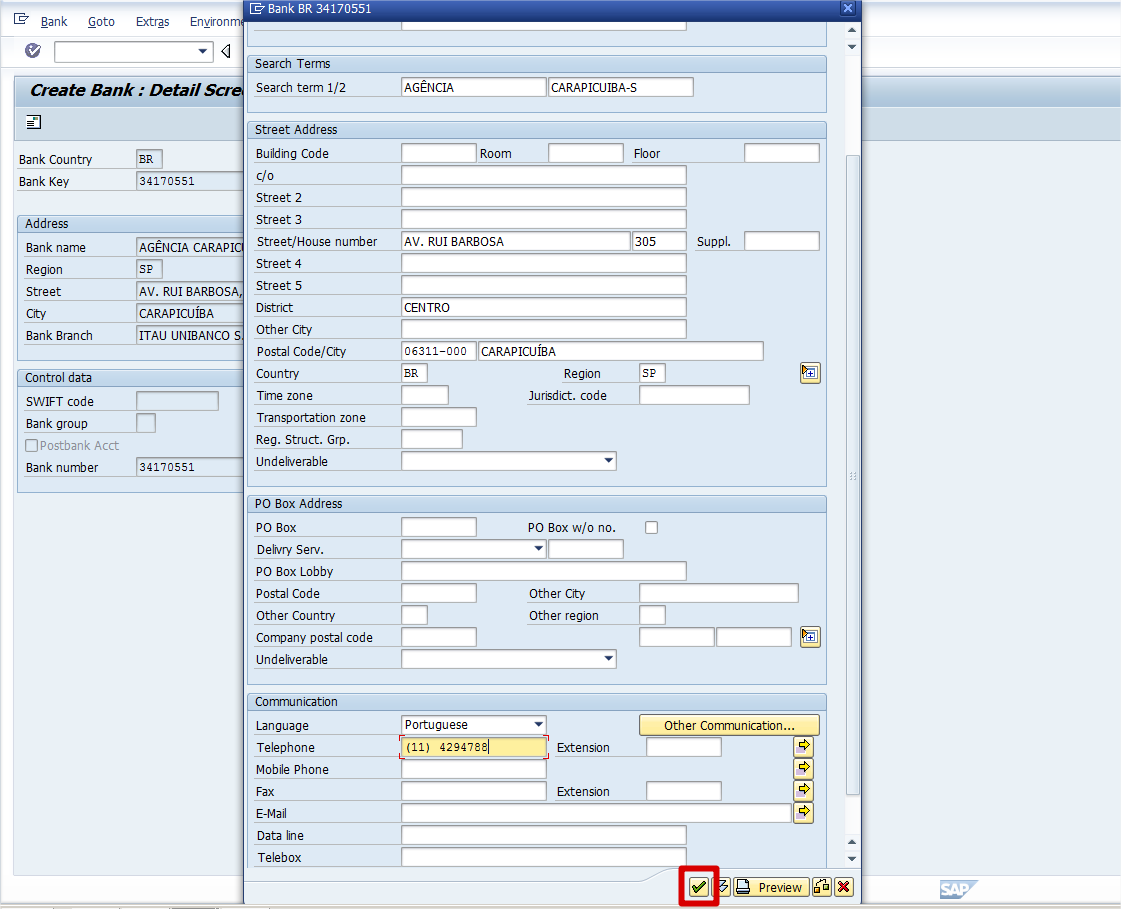 Bank BR 34170551
Bank Goto Extras
Create Bank : Detail
Bank Country BR
Bank Key 34170551
Address
Bank name AGÊNCIA
Region SP
Street AV. RUI BARBOSA,
City CARAPICUÍBA
Bank Branch ITAU UNIBANCO
Control data
SWIFT code
Bank group
Postbank Acct
Bank number 34170551
Search Terms
Search term 1/2 AGÊNCIA CARAPICUIBA-S
Street Address
Building Code Room Floor
c/o
Street 2
Street 3
Street/House number AV. RUI BARBOSA 305 Suppl.
Street 4
Street 5
District CENTRO
Other City
Postal Code/City 06311-000 CARAPICUÍBA
Country BR Region SP
Time zone Jurisdict. code
Transportation zone
Reg. Struct. Grp.
Undeliverable
PO Box Address
PO Box PO Box w/o no.
Delivry Serv.
PO Box Lobby
Postal Code Other City
Other Country Other region
Company postal code
Undeliverable
Communication
Language Portuguese Other Communication...
Telephone (11) 4294788 Extension
Mobile Phone
Fax Extension
E-Mail
Data line
Telebox
Preview
SAP